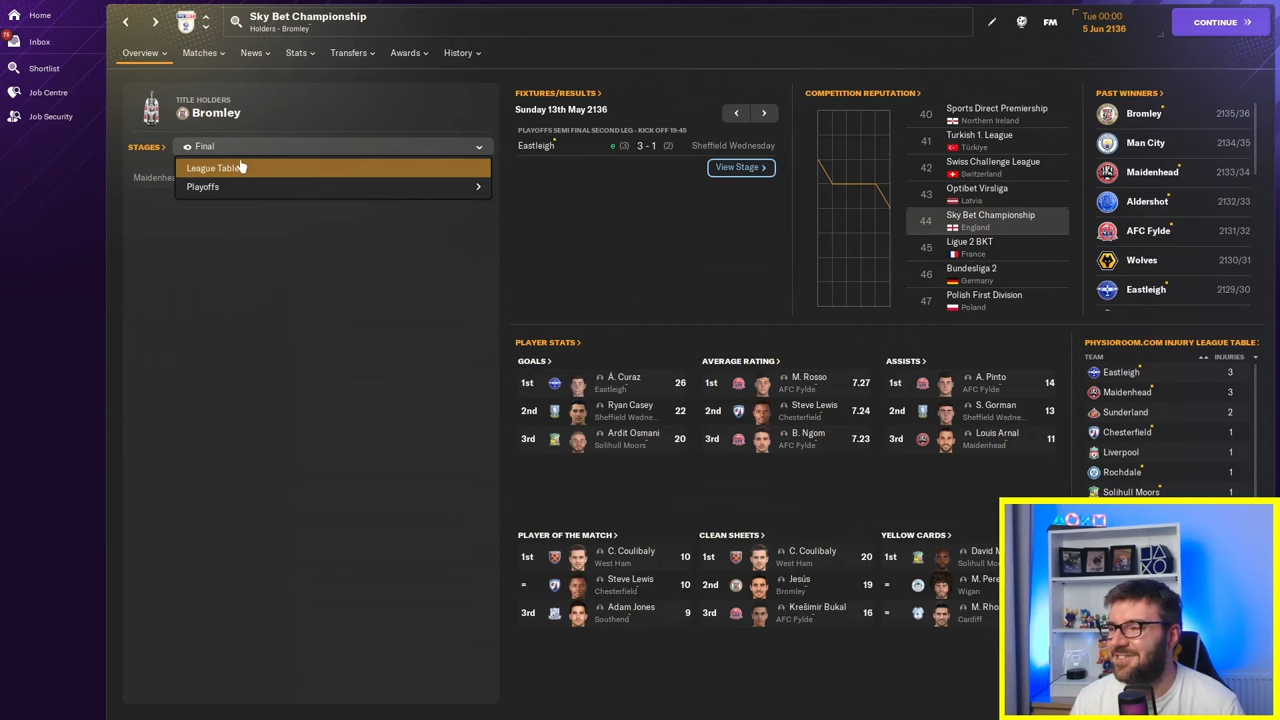 Home
75
Inbox
Shortlist
Job Centre
Job Security
SKY BET
Sky Bet Championship
Holders - Bromley
FM
Tue 00:00
5 Jun 2136
CONTINUE
Overview
Matches
News
Stats
Transfers
Awards
History
TITLE HOLDERS
Bromley
STAGES
Final
League Table
Playoffs
Maidenhea
FIXTURES/RESULTS
Sunday 13th May 2136
PLAYOFFS SEMI FINAL SECOND LEG - KICK OFF 19:45
Eastleigh e (3) 3 - 1 (2) Sheffield Wednesday
View Stage
COMPETITION REPUTATION
40 Sports Direct Premiership
Northern Ireland
41 Turkish 1. League
Türkiye
42 Swiss Challenge League
Switzerland
43 Optibet Virsliga
Latvia
44 Sky Bet Championship
England
45 Ligue 2 BKT
France
46 Bundesliga 2
Germany
47 Polish First Division
Poland
PAST WINNERS
Bromley 2135/36
Man City 2134/35
Maidenhead 2133/34
Aldershot 2132/33
AFC Fylde 2131/32
Wolves 2130/31
Eastleigh 2129/30
PLAYER STATS
GOALS
1st Á. Curaz 26
Eastleigh
2nd Ryan Casey 22
Sheffield Wedne...
3rd Ardit Osmani 20
Solihull Moors
AVERAGE RATING
1st M. Rosso 7.27
AFC Fylde
2nd Steve Lewis 7.24
Chesterfield
3rd B. Ngom 7.23
AFC Fylde
ASSISTS
1st A. Pinto 14
AFC Fylde
2nd S. Gorman 13
Sheffield Wedne...
3rd Louis Arnal 11
Maidenhead
PHYSIOROOM.COM INJURY LEAGUE TABLE
TEAM INJURIES
Eastleigh 3
Maidenhead 3
Sunderland 2
Chesterfield 1
Liverpool 1
Rochdale 1
Solihull Moors 1
PLAYER OF THE MATCH
1st C. Coulibaly 10
West Ham
= Steve Lewis 10
Chesterfield
3rd Adam Jones 9
Southend
CLEAN SHEETS
1st C. Coulibaly 20
West Ham
2nd Jesús 19
Bromley
3rd Krešimir Bukal 16
AFC Fylde
YELLOW CARDS
1st David M
Solihull Moo
= M. Pere
Wigan
= M. Rho
Cardiff